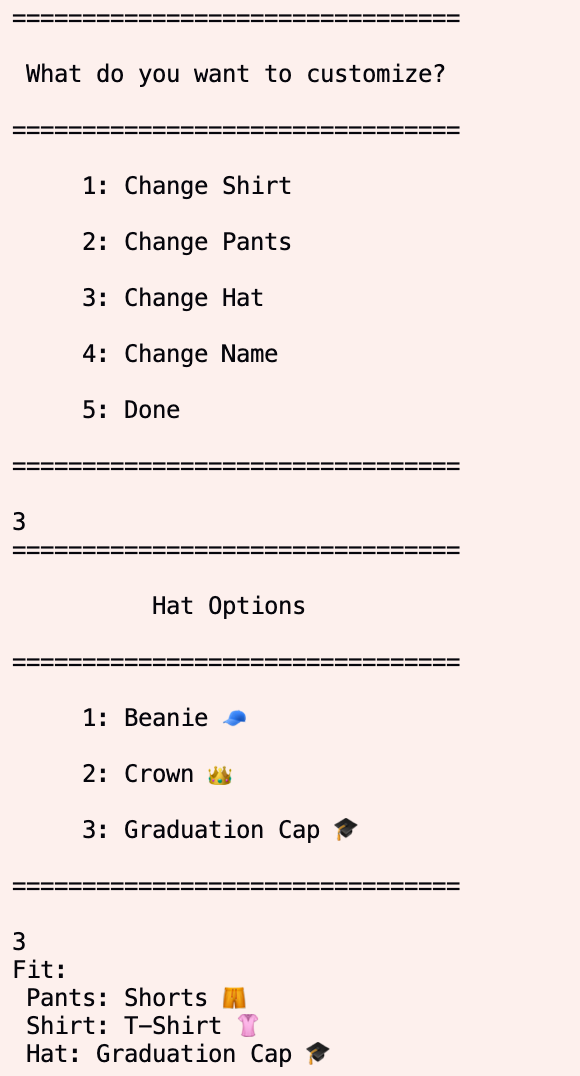 ================================
What do you want to customize?
================================
1: Change Shirt
2: Change Pants
3: Change Hat
4: Change Name
5: Done
================================
3
================================
Hat Options
================================
1: Beanie 🧢
2: Crown 👑
3: Graduation Cap 🎓
================================
3
Fit:
Pants: Shorts 🩳
Shirt: T-Shirt 👚
Hat: Graduation Cap 🎓